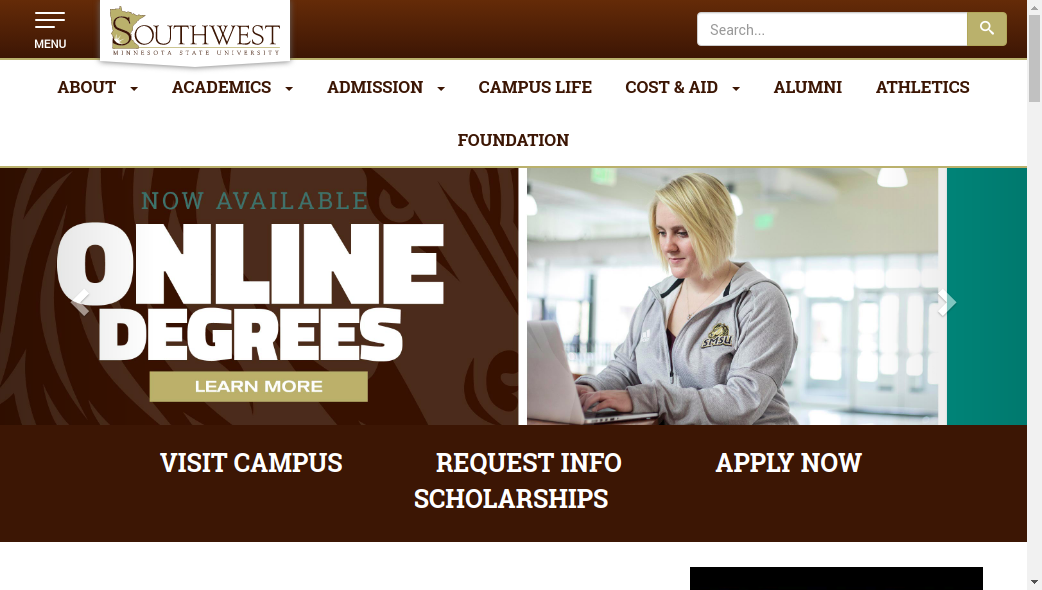 MENU
SOUTHWEST
MINNESOTA STATE UNIVERSITY
Search...
ABOUT
ACADEMICS
ADMISSION
CAMPUS LIFE
COST & AID
ALUMNI
ATHLETICS
FOUNDATION
NOW AVAILABLE
ONLINE
DEGREES
LEARN MORE
SMSU
VISIT CAMPUS
REQUEST INFO
APPLY NOW
SCHOLARSHIPS